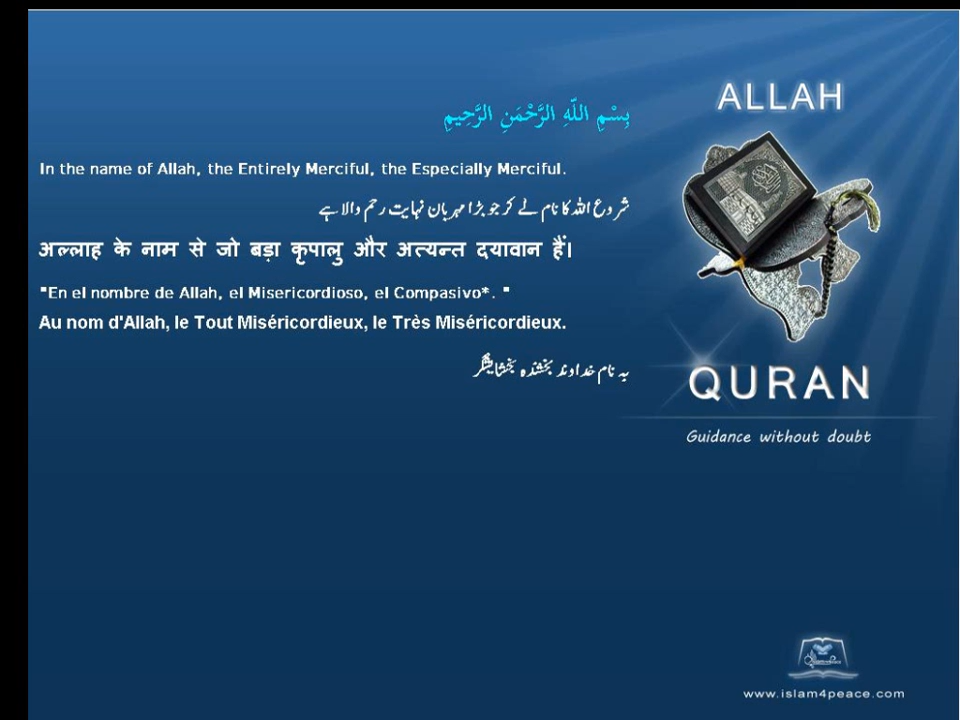 بِسْمِ اللَّهِ الرَّحْمَنِ الرَّحِيمِ
In the name of Allah, the Entirely Merciful, the Especially Merciful.
شروع اللہ کا نام لے کر جو بڑا مہربان نہایت رحم والا ہے
अल्लाह के नाम से जो बड़ा कृपालु और अत्यन्त दयावान हैं।
"En el nombre de Allah, el Misericordioso, el Compasivo*. "
Au nom d'Allah, le Tout Miséricordieux, le Très Miséricordieux.
به نام خداوند بخشنده بخشایشگر
ALLAH
QURAN
Guidance without doubt
www.islam4peace.com